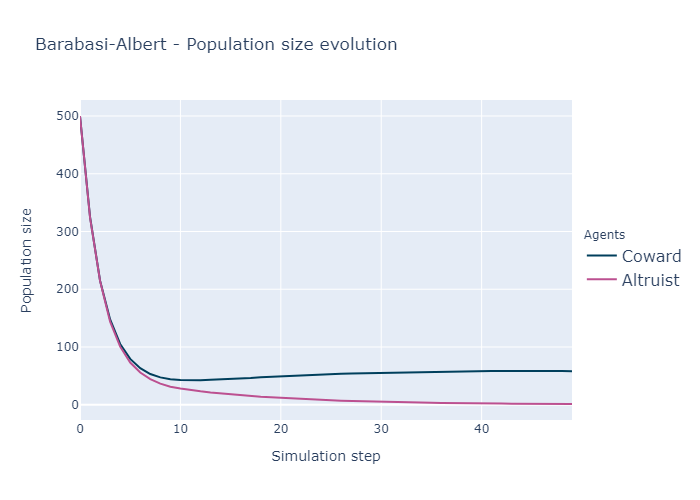 Barabasi-Albert - Population size evolution
500
400
300
200
100
0
Population size
0 10 20 30 40
Simulation step
Agents
Coward
Altruist